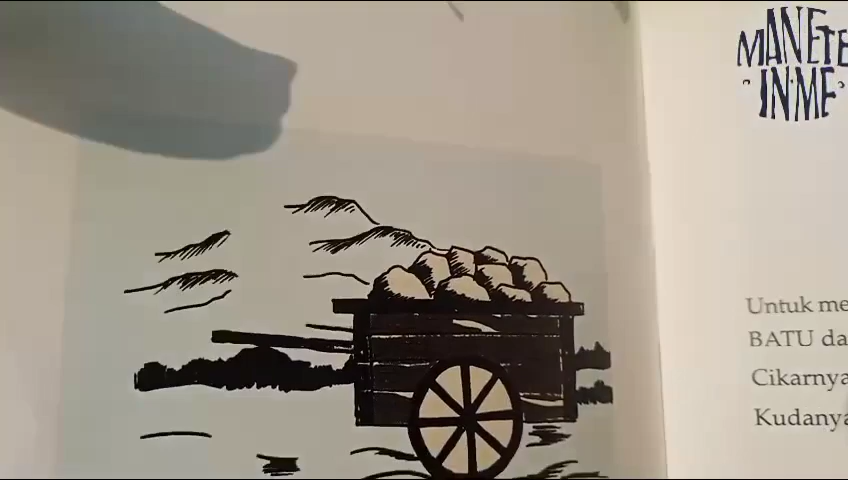 MANETE
IN·ME
Untuk me
BATU da
Cikarnya
Kudanya